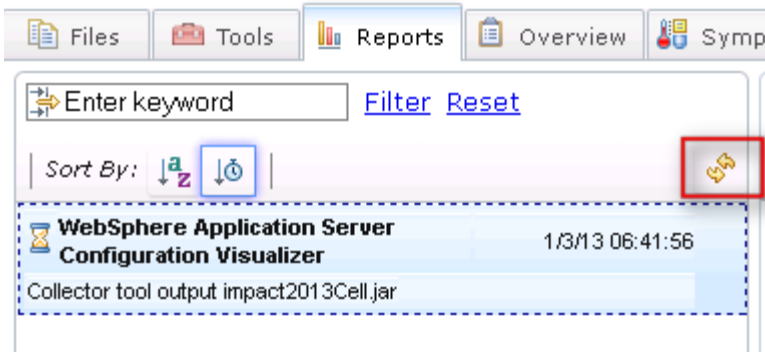 Files Tools Reports Overview Symp
Enter keyword Filter Reset
Sort By: a z
WebSphere Application Server
Configuration Visualizer
1/3/13 06:41:56
Collector tool output impact2013Cell.jar